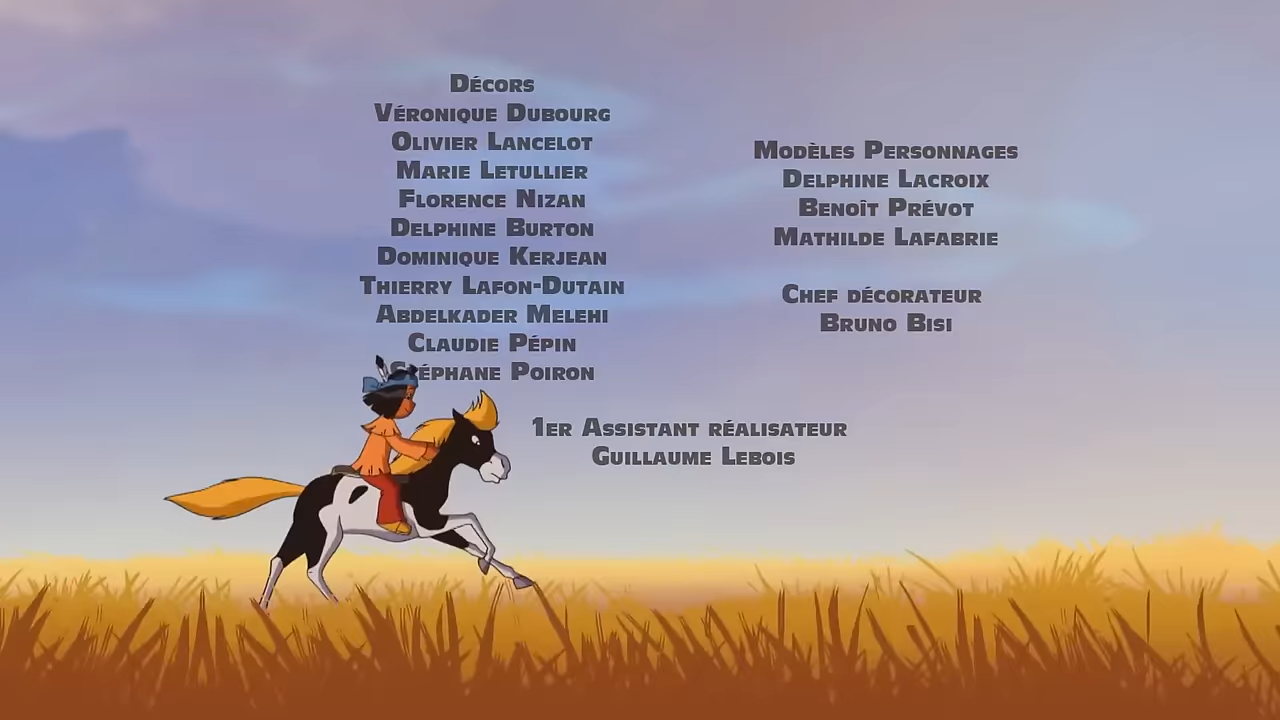 Décors
Véronique Dubourg
Olivier Lancelot
Marie Letullier
Florence Nizan
Delphine Burton
Dominique Kerjean
Thierry Lafon-Dutain
Abdelkader Melehi
Claudie Pépin
Stéphane Poiron
Modèles Personnages
Delphine Lacroix
Benoît Prévot
Mathilde Lafabrie
Chef décorateur
Bruno Bisi
1er Assistant réalisateur
Guillaume Lebois